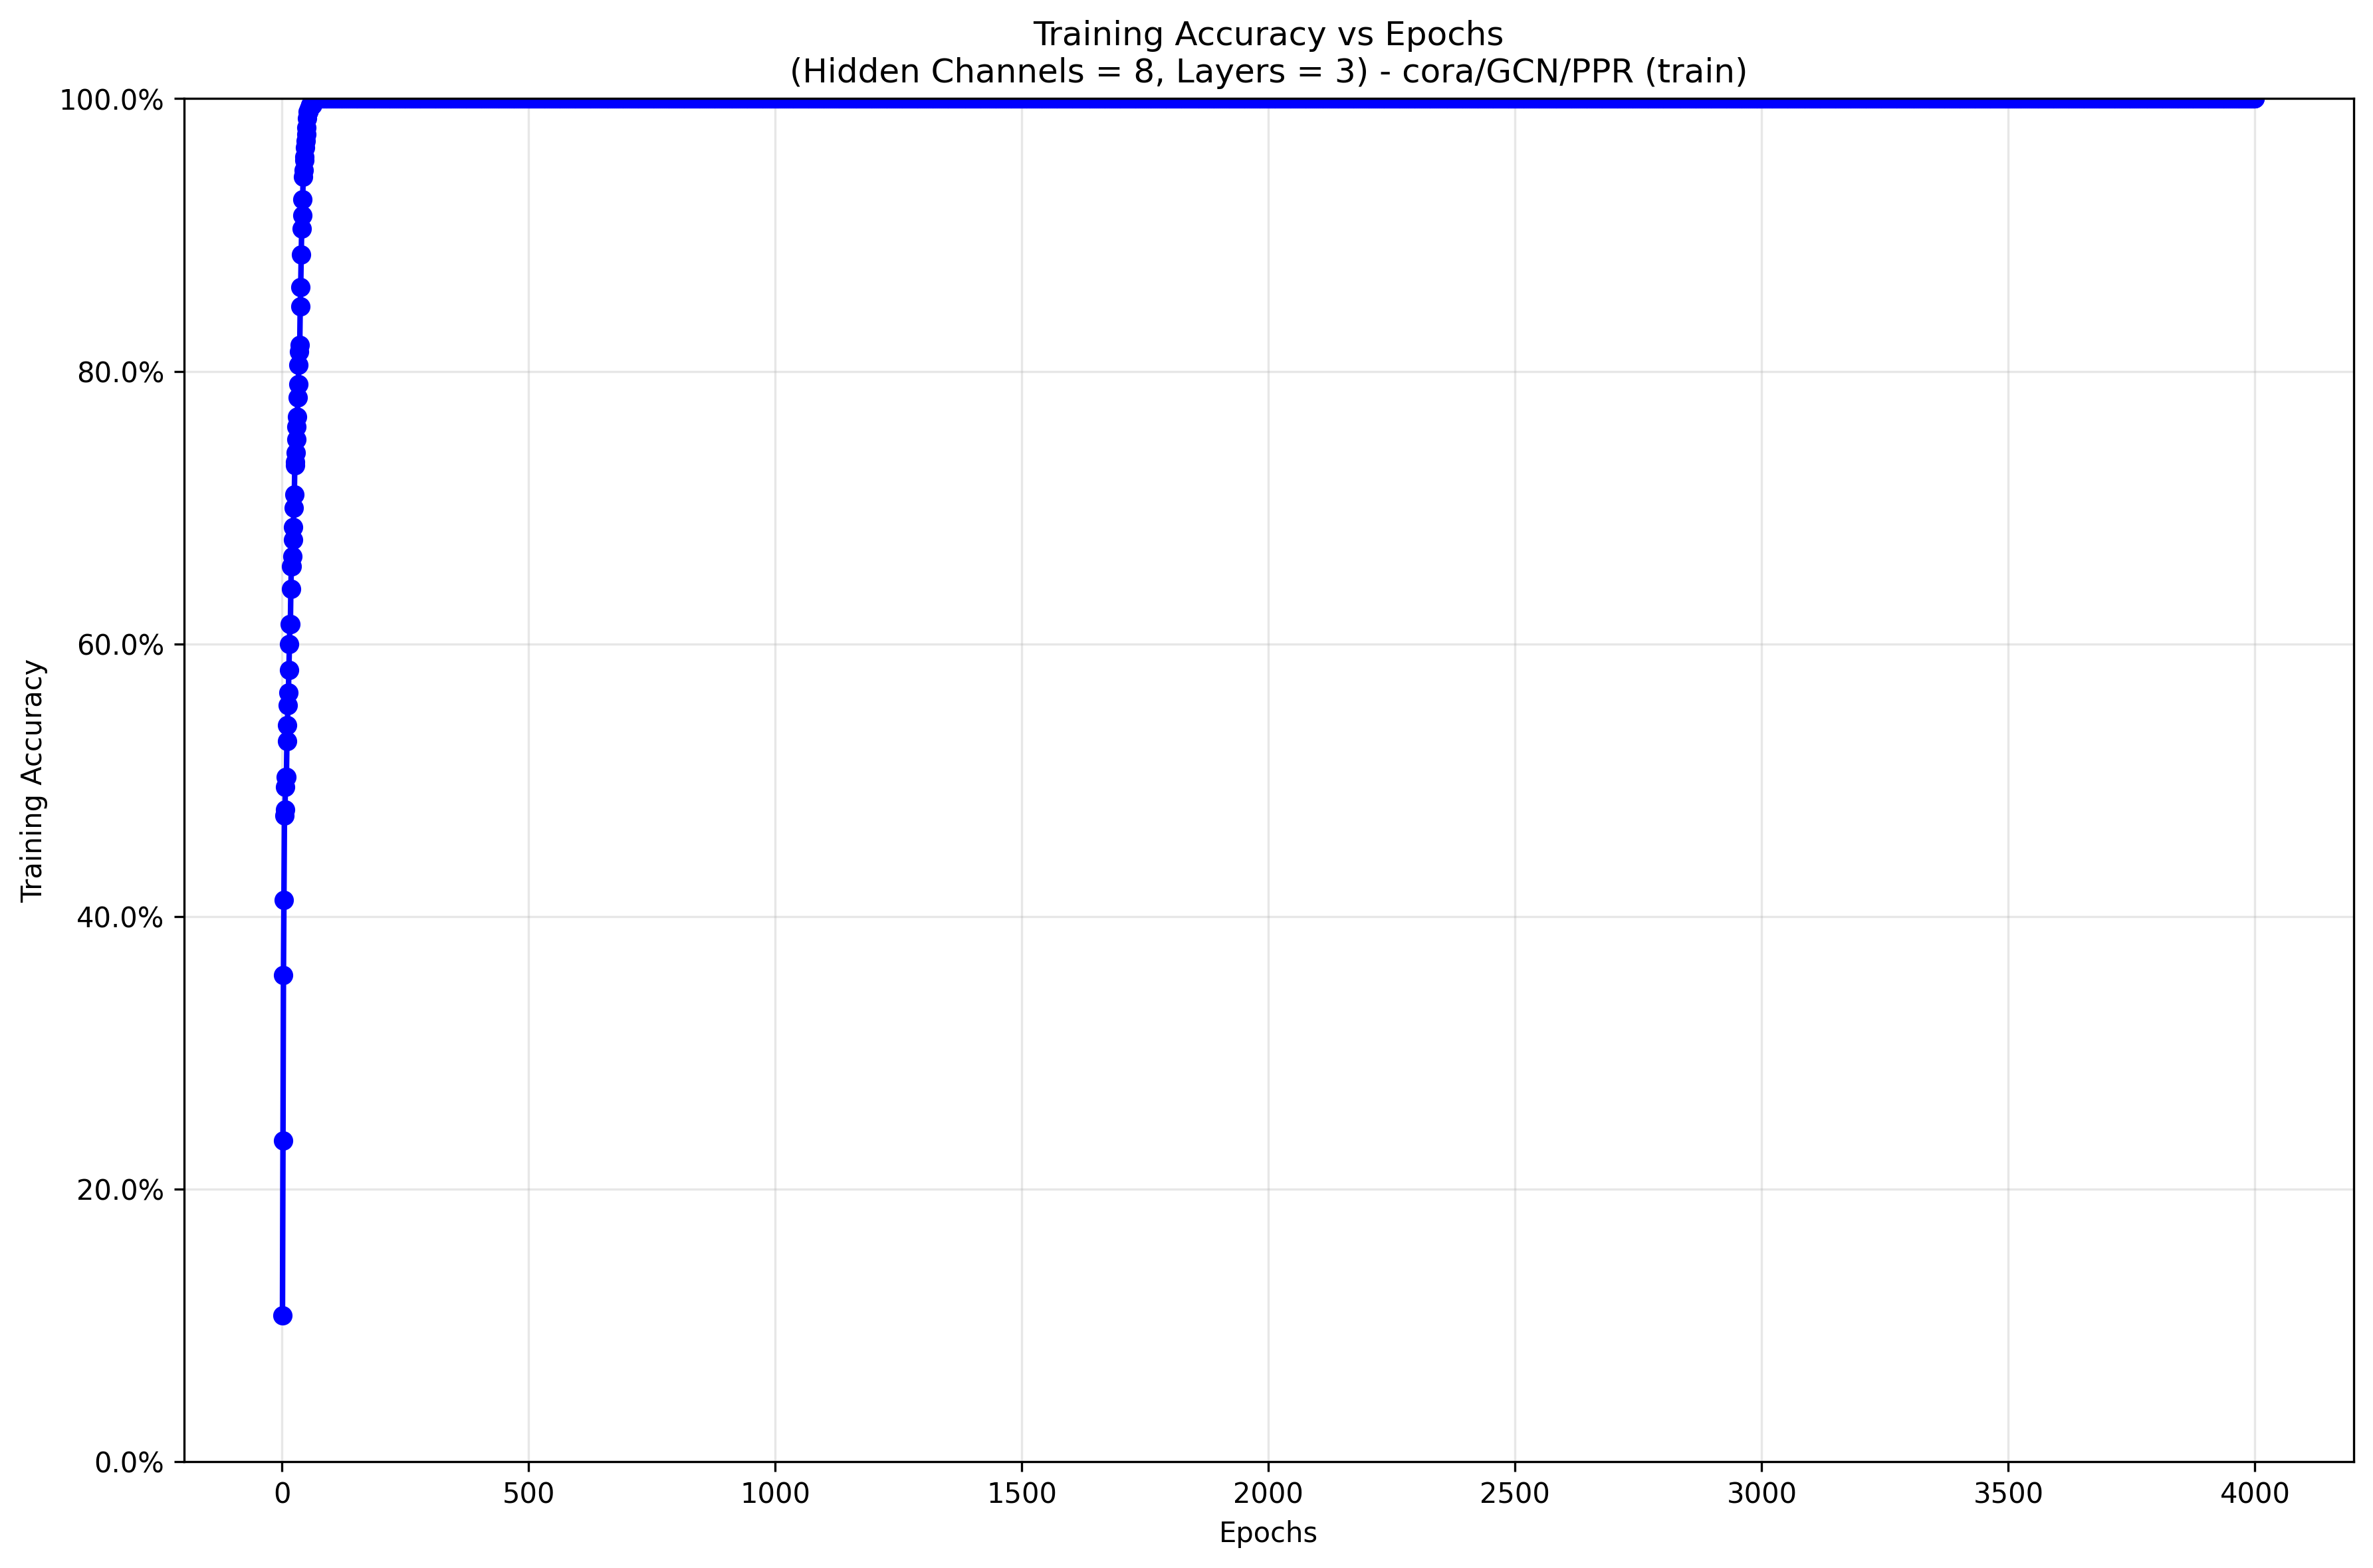 Training Accuracy vs Epochs
(Hidden Channels = 8, Layers = 3) - cora/GCN/PPR (train)
100.0%
80.0%
60.0%
40.0%
20.0%
0.0%
Training Accuracy
0 500 1000 1500 2000 2500 3000 3500 4000
Epochs